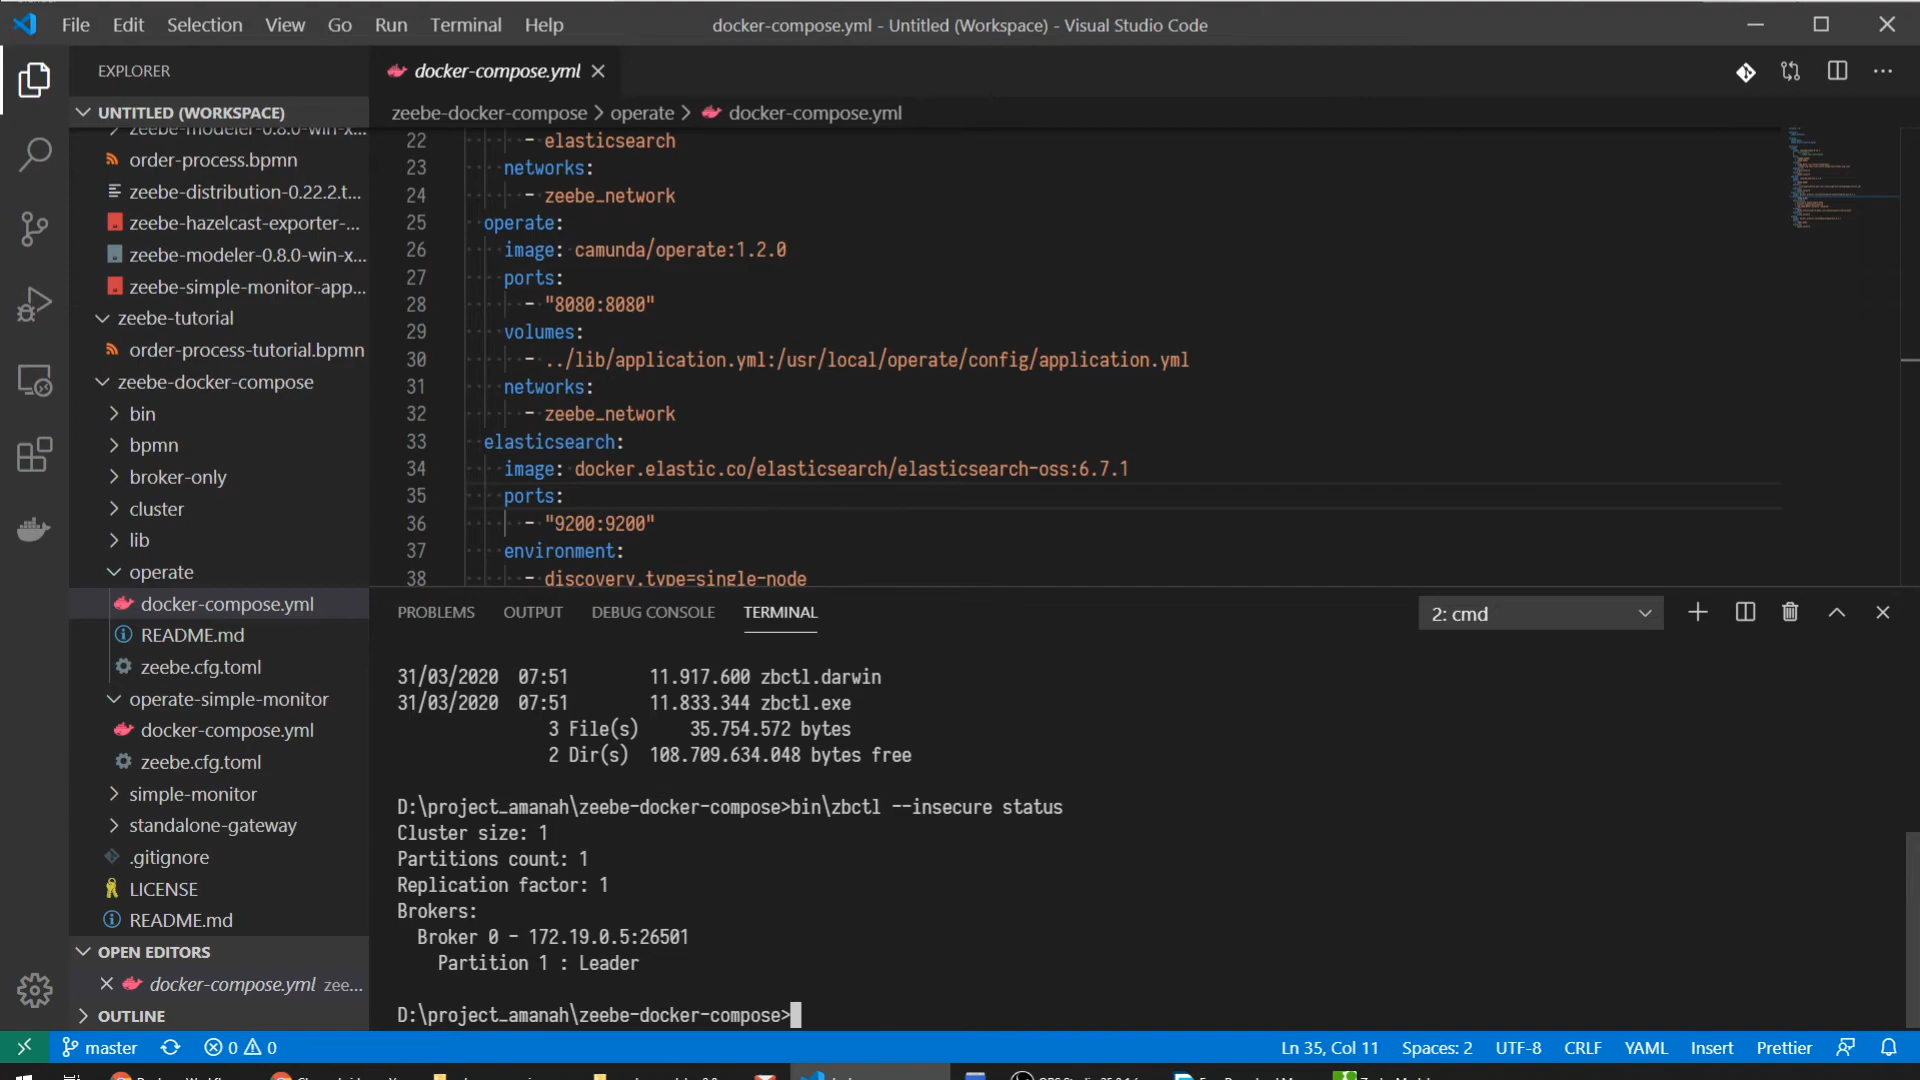 File Edit Selection View Go Run Terminal Help
docker-compose.yml - Untitled (Workspace) - Visual Studio Code
EXPLORER
UNTITLED (WORKSPACE)
zeebe-modeler-0.8.0-win-x...
order-process.bpmn
zeebe-distribution-0.22.2.t...
zeebe-hazelcast-exporter-...
zeebe-modeler-0.8.0-win-x...
zeebe-simple-monitor-app...
zeebe-tutorial
order-process-tutorial.bpmn
zeebe-docker-compose
bin
bpmn
broker-only
cluster
lib
operate
docker-compose.yml
README.md
zeebe.cfg.toml
operate-simple-monitor
docker-compose.yml
zeebe.cfg.toml
simple-monitor
standalone-gateway
.gitignore
LICENSE
README.md
OPEN EDITORS
docker-compose.yml zee...
OUTLINE
docker-compose.yml
zeebe-docker-compose > operate > docker-compose.yml
22 - elasticsearch
23 networks:
24 - zeebe_network
25 operate:
26 image: camunda/operate:1.2.0
27 ports:
28 - "8080:8080"
29 volumes:
30 - ../lib/application.yml:/usr/local/operate/config/application.yml
31 networks:
32 - zeebe_network
33 elasticsearch:
34 image: docker.elastic.co/elasticsearch/elasticsearch-oss:6.7.1
35 ports:
36 - "9200:9200"
37 environment:
38 - discovery.type=single-node
PROBLEMS OUTPUT DEBUG CONSOLE TERMINAL
2: cmd
31/03/2020 07:51 11.917.600 zbctl.darwin
31/03/2020 07:51 11.833.344 zbctl.exe
3 File(s) 35.754.572 bytes
2 Dir(s) 108.709.634.048 bytes free
D:\project_amanah\zeebe-docker-compose>bin\zbctl --insecure status
Cluster size: 1
Partitions count: 1
Replication factor: 1
Brokers:
Broker 0 - 172.19.0.5:26501
Partition 1 : Leader
D:\project_amanah\zeebe-docker-compose>
master 0 0 Ln 35, Col 11 Spaces: 2 UTF-8 CRLF YAML Insert Prettier